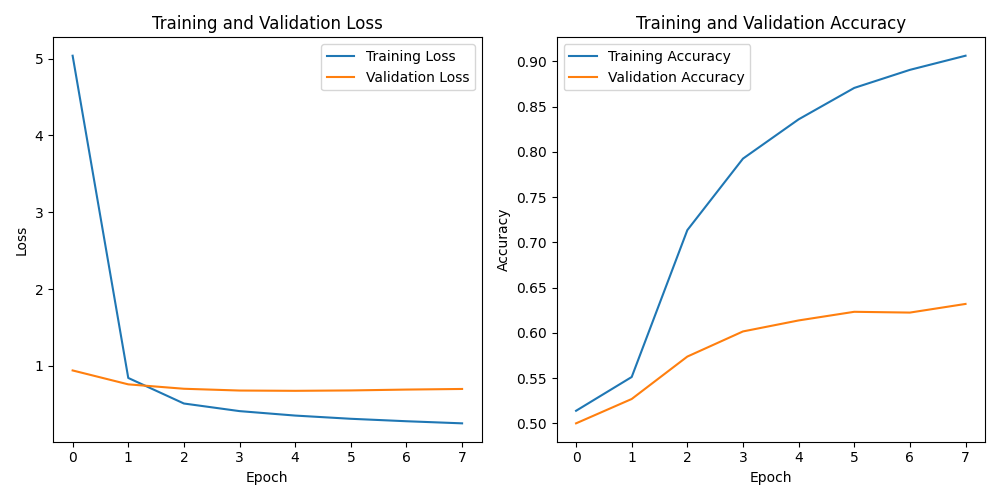 Training and Validation Loss
Training Loss
Validation Loss
5
4
3
2
1
Loss
0 1 2 3 4 5 6 7
Epoch
Training and Validation Accuracy
Training Accuracy
Validation Accuracy
0.90
0.85
0.80
0.75
0.70
0.65
0.60
0.55
0.50
Accuracy
0 1 2 3 4 5 6 7
Epoch